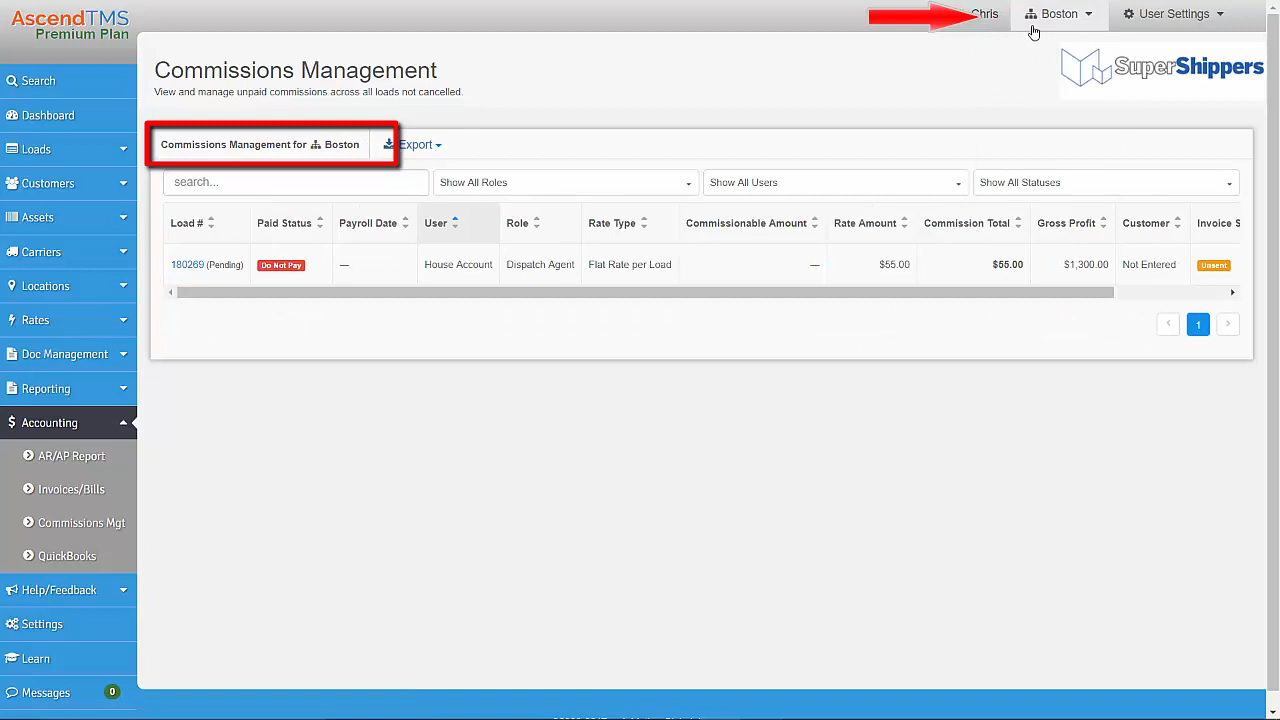 AscendTMS
Premium Plan
Chris
Boston
User Settings
Search
Dashboard
Loads
Customers
Assets
Carriers
Locations
Rates
Doc Management
Reporting
Accounting
AR/AP Report
Invoices/Bills
Commissions Mgt
QuickBooks
Help/Feedback
Settings
Learn
Messages 0
Commissions Management
View and manage unpaid commissions across all loads not cancelled.
SuperShippers
Commissions Management for Boston
Export
search...
Show All Roles
Show All Users
Show All Statuses
Load # Paid Status Payroll Date User Role Rate Type Commissionable Amount Rate Amount Commission Total Gross Profit Customer Invoice S
180269 (Pending) Do Not Pay — House Account Dispatch Agent Flat Rate per Load — $55.00 $55.00 $1,300.00 Not Entered Unsent
1